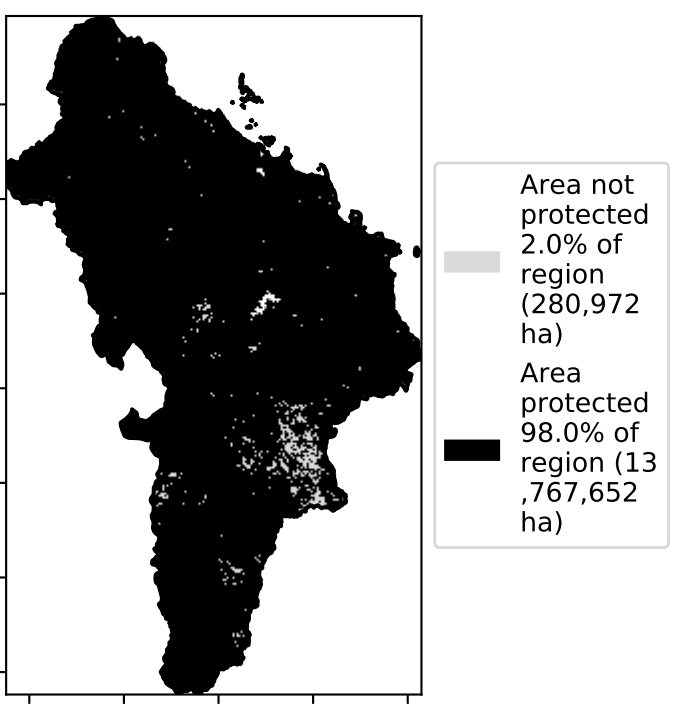 Area not
protected
2.0% of
region
(280,972
ha)
Area
protected
98.0% of
region (13
,767,652
ha)